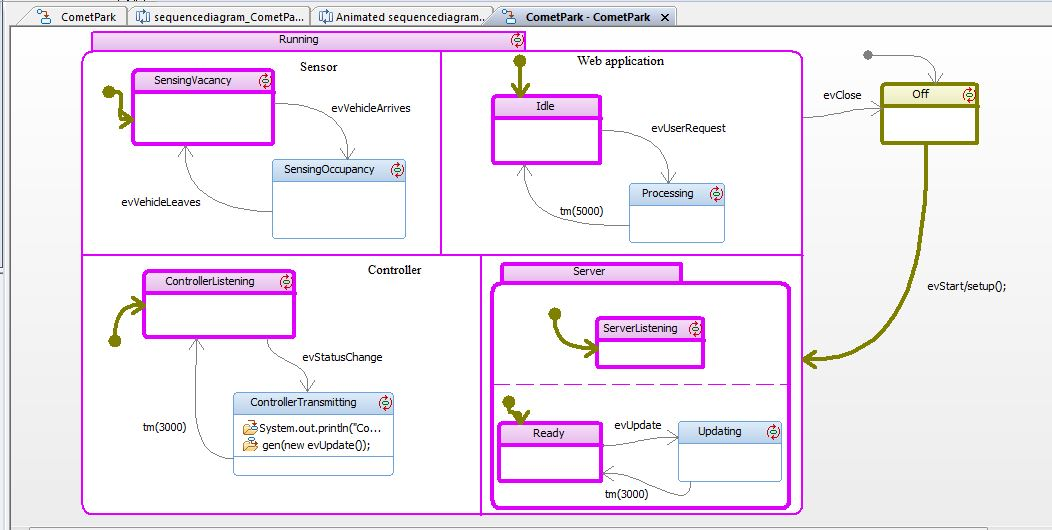 CometPark
sequencediagram_CometPa...
Animated sequencediagram...
CometPark - CometPark
Running
Sensor
SensingVacancy
evVehicleArrives
SensingOccupancy
evVehicleLeaves
Web application
Idle
evUserRequest
Processing
tm(5000)
evClose
Off
evStart/setup();
Controller
ControllerListening
evStatusChange
ControllerTransmitting
System.out.println("Co...
gen(new evUpdate());
tm(3000)
Server
ServerListening
Ready
evUpdate
Updating
tm(3000)